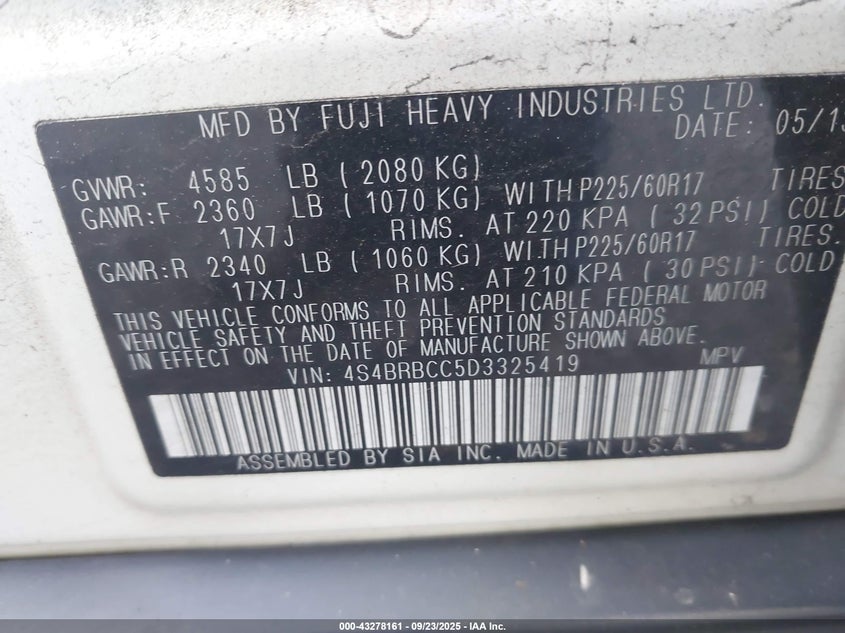 MFD BY FUJI HEAVY INDUSTRIES LTD.
DATE: 05/13
GVWR: 4585 LB ( 2080 KG)
GAWR:F 2360 LB ( 1070 KG) WITH P225/60R17 TIRES
17X7J RIMS. AT 220 KPA ( 32 PSI) COLD
GAWR:R 2340 LB ( 1060 KG) WITH P225/60R17 TIRES.
17X7J RIMS. AT 210 KPA ( 30 PSI) COLD
THIS VEHICLE CONFORMS TO ALL APPLICABLE FEDERAL MOTOR
VEHICLE SAFETY AND THEFT PREVENTION STANDARDS
IN EFFECT ON THE DATE OF MANUFACTURE SHOWN ABOVE.
VIN: 4S4BRBCC5D3325419 MPV
ASSEMBLED BY SIA INC. MADE IN U.S.A.
000-43278161 - 09/23/2025 - IAA Inc.